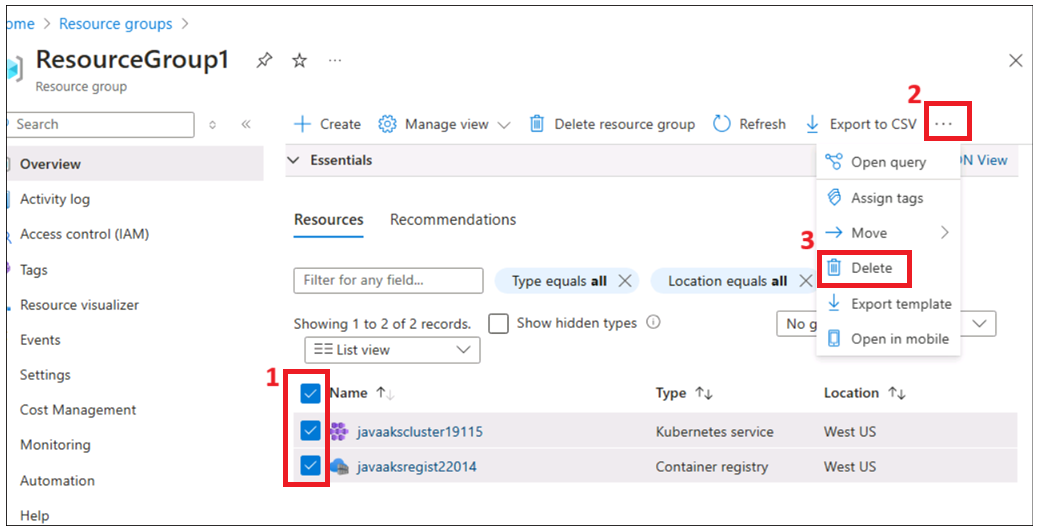 ome > Resource groups >
ResourceGroup1 ...
Resource group
Search
Overview
Activity log
Access control (IAM)
Tags
Resource visualizer
Events
Settings
Cost Management
Monitoring
Automation
Help
2
Create Manage view Delete resource group Refresh Export to CSV ...
Essentials ON View
Open query
Assign tags
Move
3
Delete
Export template
Open in mobile
Resources Recommendations
Filter for any field... Type equals all Location equals all
Showing 1 to 2 of 2 records. Show hidden types No g
List view
1
Name Type Location
javaakscluster19115 Kubernetes service West US
javaaksregist22014 Container registry West US